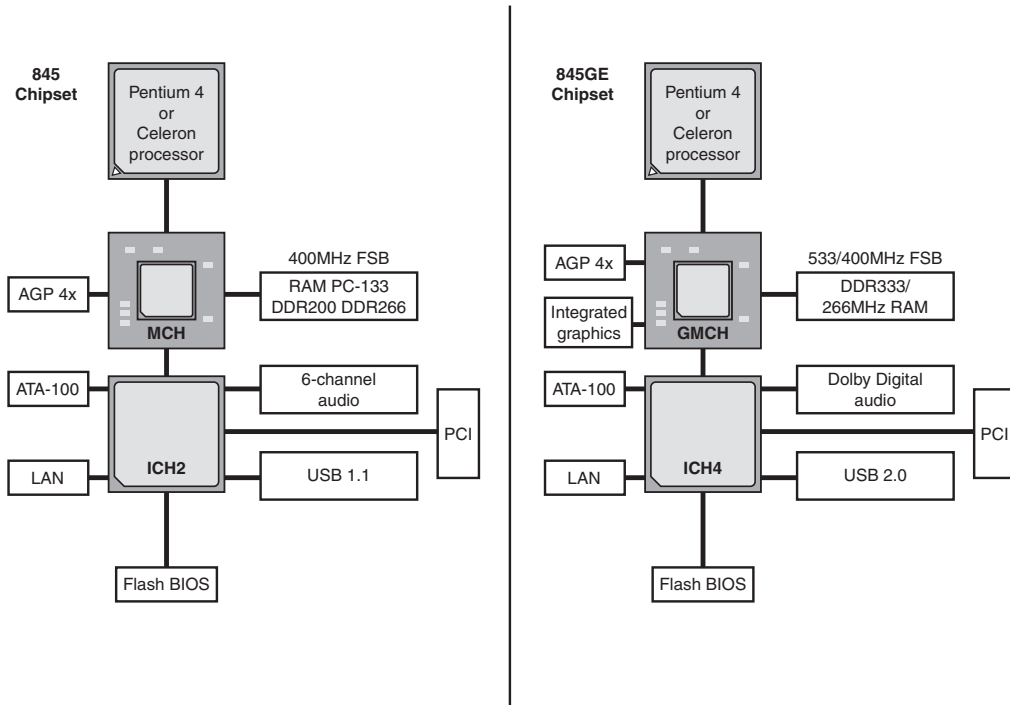 845
Chipset
Pentium 4
or
Celeron
processor
400MHz FSB
AGP 4x
RAM PC-133
DDR200 DDR266
MCH
ATA-100
6-channel
audio
PCI
ICH2
LAN
USB 1.1
Flash BIOS
845GE
Chipset
Pentium 4
or
Celeron
processor
AGP 4x
533/400MHz FSB
DDR333/
266MHz RAM
Integrated
graphics
GMCH
ATA-100
Dolby Digital
audio
PCI
ICH4
LAN
USB 2.0
Flash BIOS